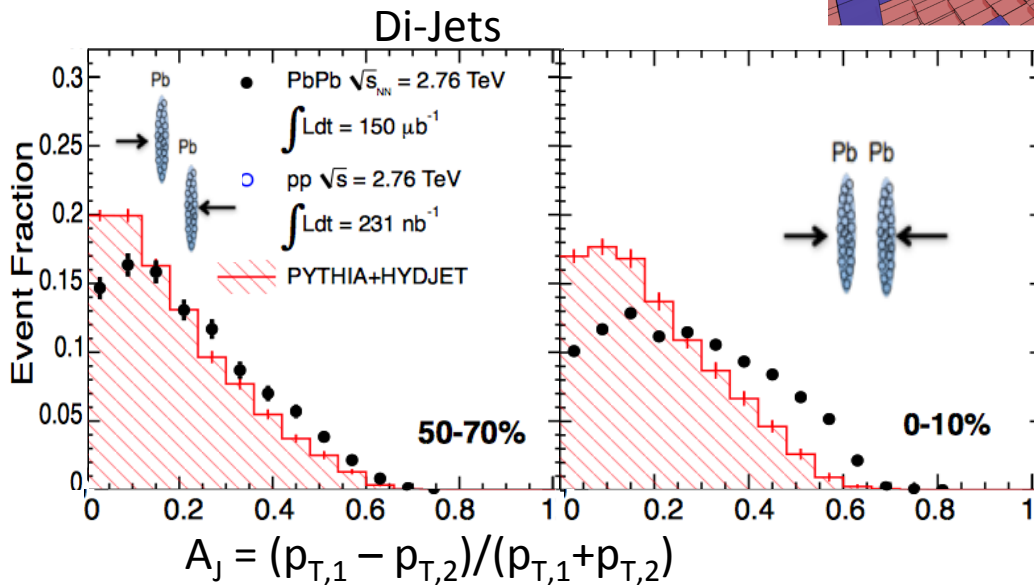 Di-Jets
Event Fraction
0.3
0.25
0.2
0.15
0.1
0.05
0
Pb
Pb
● PbPb √s_NN = 2.76 TeV
∫Ldt = 150 μb⁻¹
○ pp √s = 2.76 TeV
∫Ldt = 231 nb⁻¹
PYTHIA+HYDJET
50-70%
0 0.2 0.4 0.6 0.8 1
Pb Pb
0-10%
0 0.2 0.4 0.6 0.8 1
A_J = (p_T,1 – p_T,2)/(p_T,1+p_T,2)